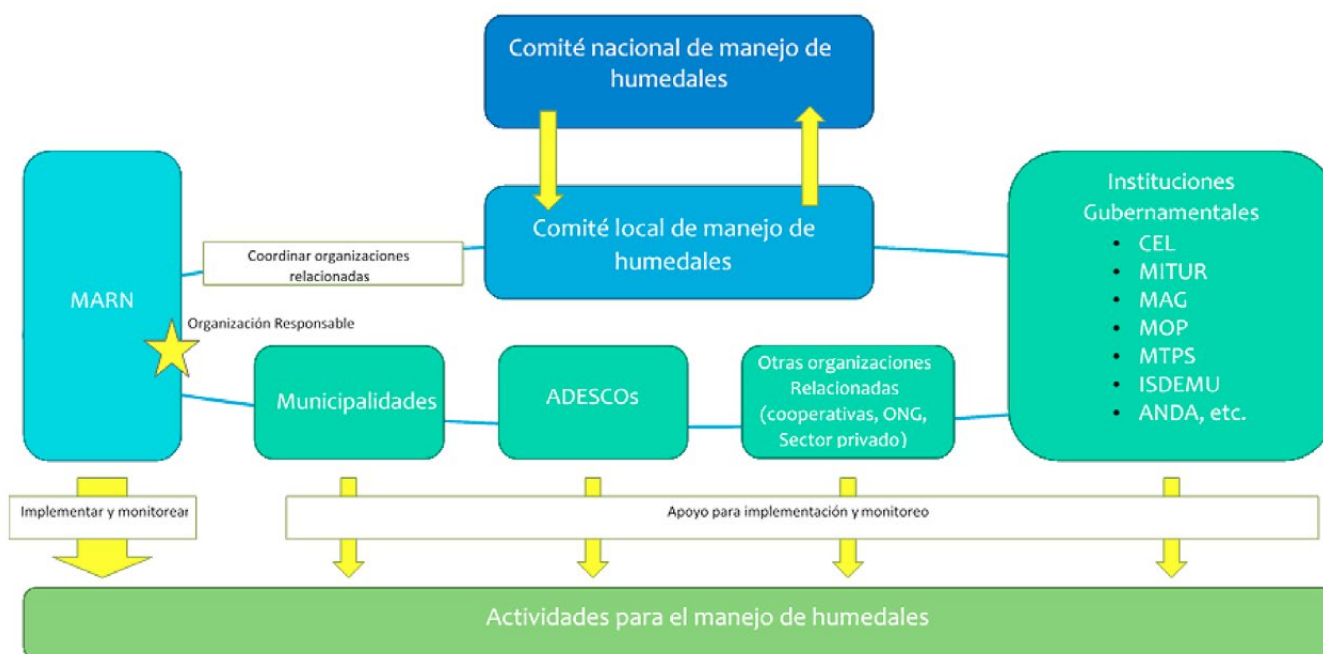 Comité nacional de manejo de
humedales
Comité local de manejo de
humedales
Coordinar organizaciones
relacionadas
MARN
Organización Responsable
Municipalidades
ADESCOs
Otras organizaciones
Relacionadas
(cooperativas, ONG,
Sector privado)
Instituciones
Gubernamentales
• CEL
• MITUR
• MAG
• MOP
• MTPS
• ISDEMU
• ANDA, etc.
Implementar y monitorear
Apoyo para implementación y monitoreo
Actividades para el manejo de humedales